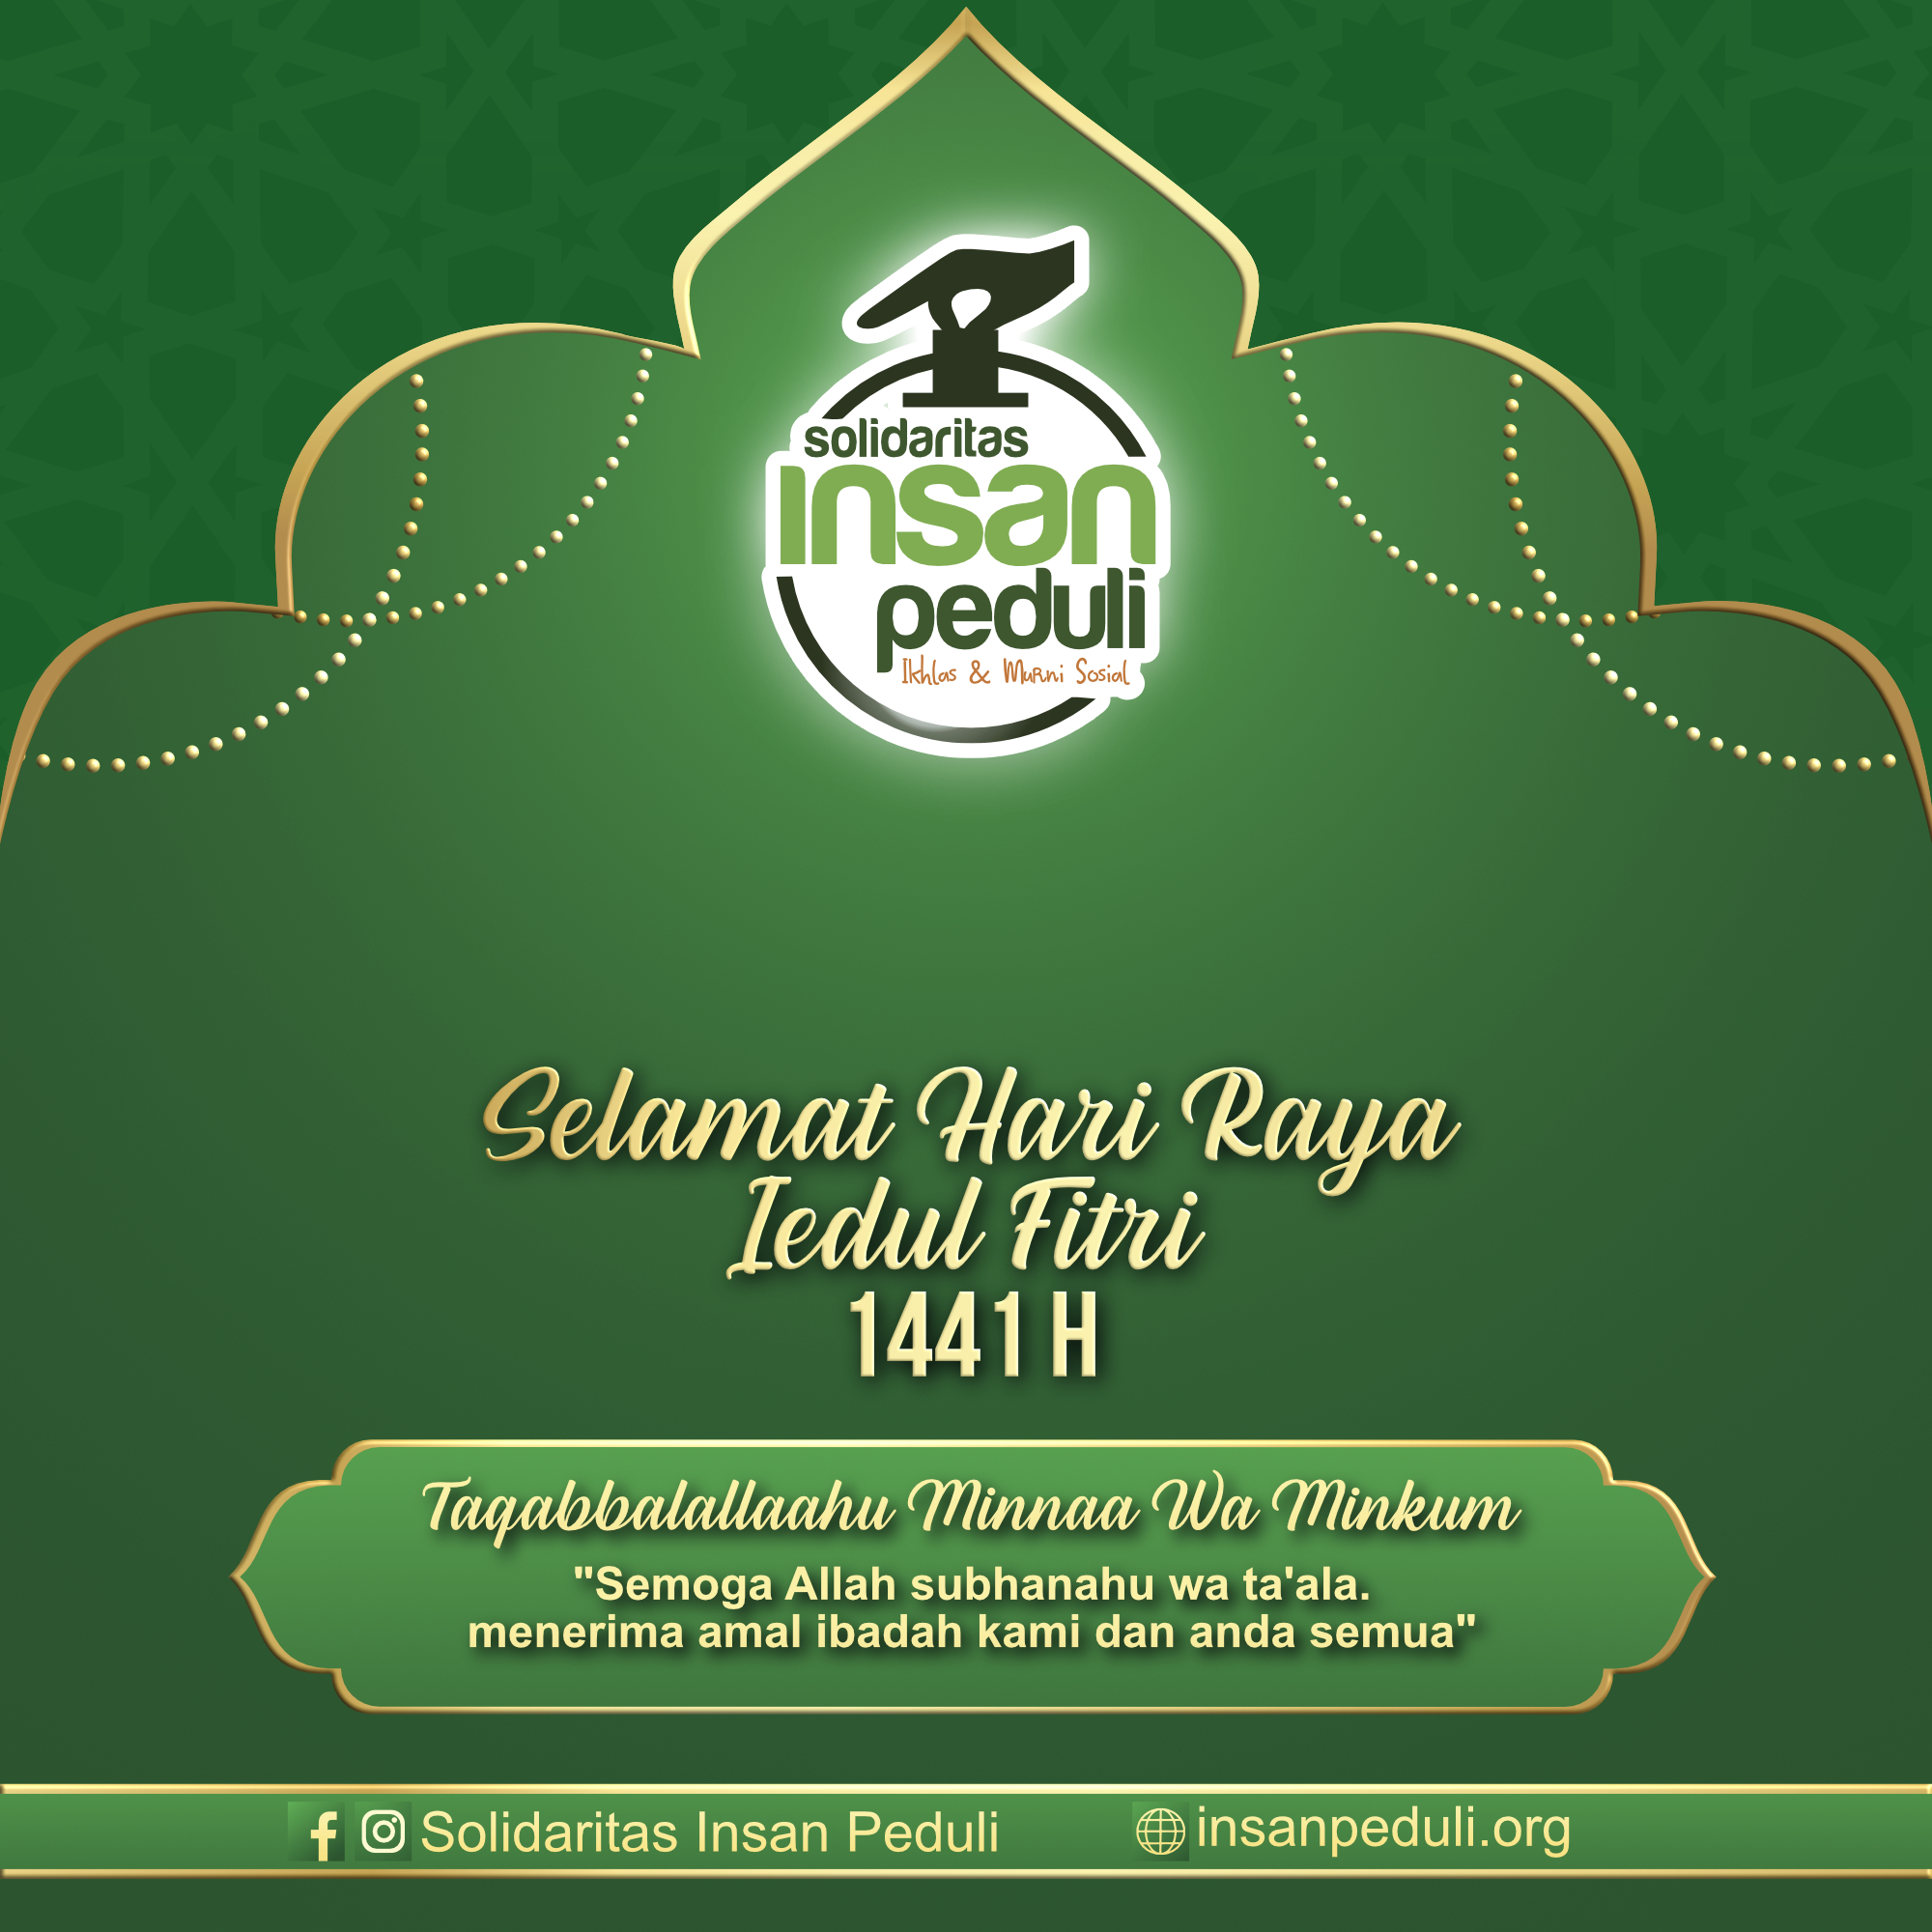 solidaritas
insan
peduli
Ikhlas & Murni Sosial
Selamat Hari Raya
Iedul Fitri
1441 H
Taqabbalallaahu Minnaa Wa Minkum
"Semoga Allah subhanahu wa ta'ala.
menerima amal ibadah kami dan anda semua"
Solidaritas Insan Peduli
insanpeduli.org